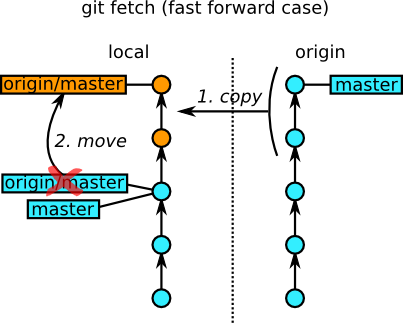 git fetch (fast forward case)
local
origin
origin/master
1. copy
master
2. move
origin/master
master